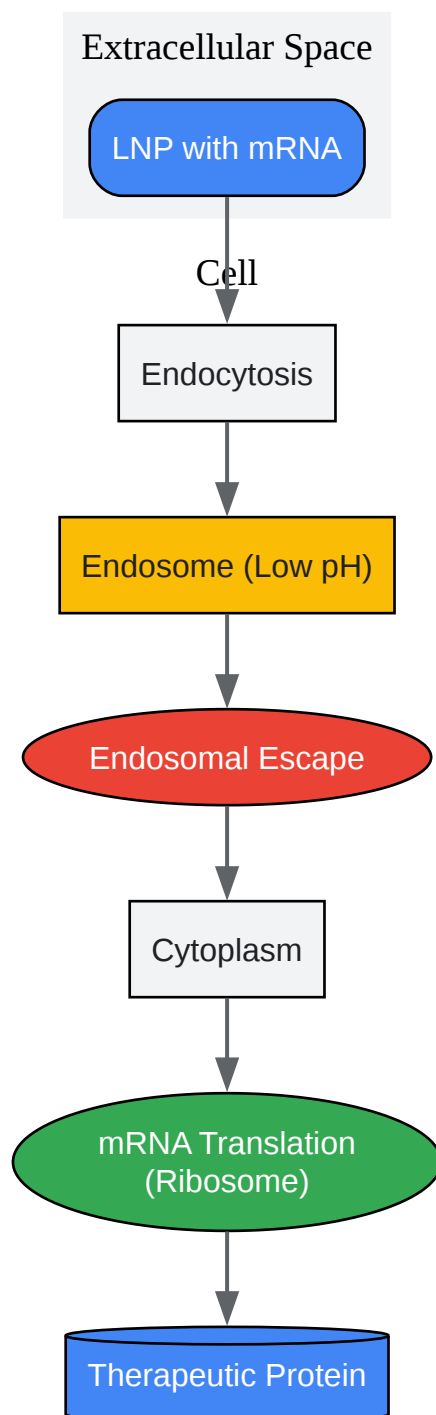 Extracellular Space
LNP with mRNA
Cell
Endocytosis
Endosome (Low pH)
Endosomal Escape
Cytoplasm
mRNA Translation
(Ribosome)
Therapeutic Protein